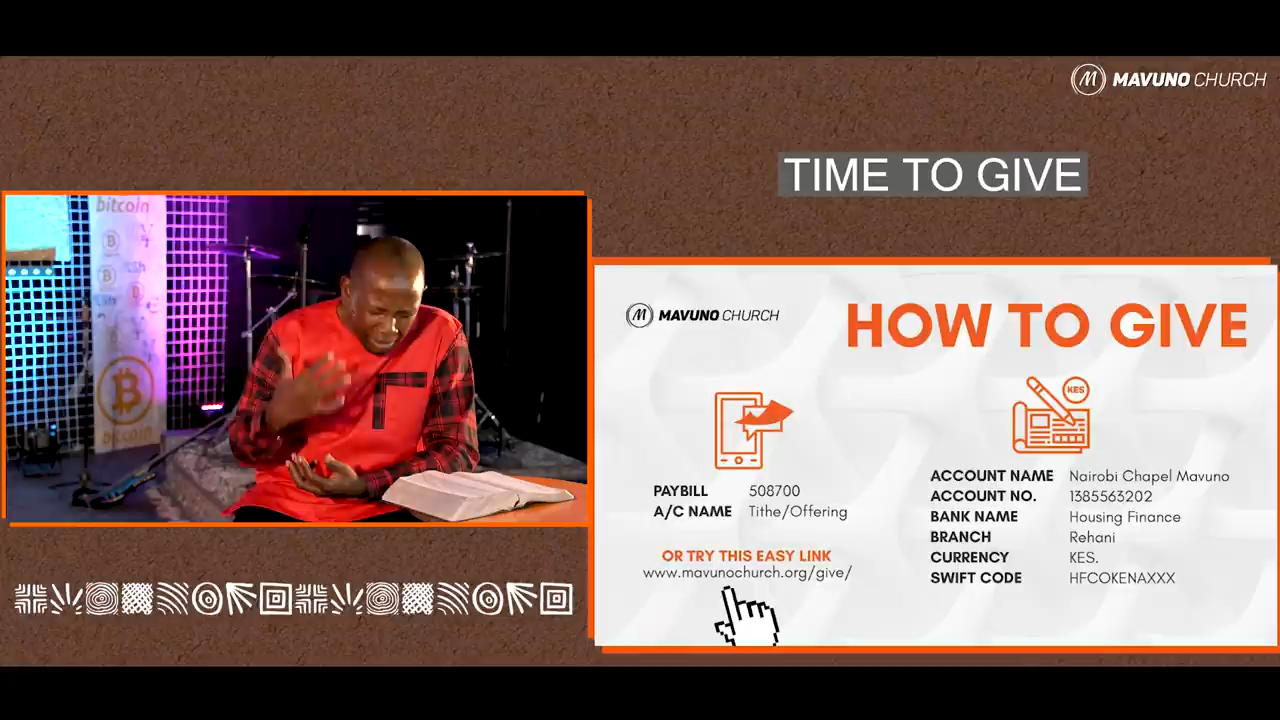 MAVUNO CHURCH
TIME TO GIVE
bitcoin
bitcoin
MAVUNO CHURCH
HOW TO GIVE
KES
PAYBILL 508700
A/C NAME Tithe/Offering
OR TRY THIS EASY LINK
www.mavunochurch.org/give/
ACCOUNT NAME Nairobi Chapel Mavuno
ACCOUNT NO. 1385563202
BANK NAME Housing Finance
BRANCH Rehani
CURRENCY KES.
SWIFT CODE HFCOKENAXXX